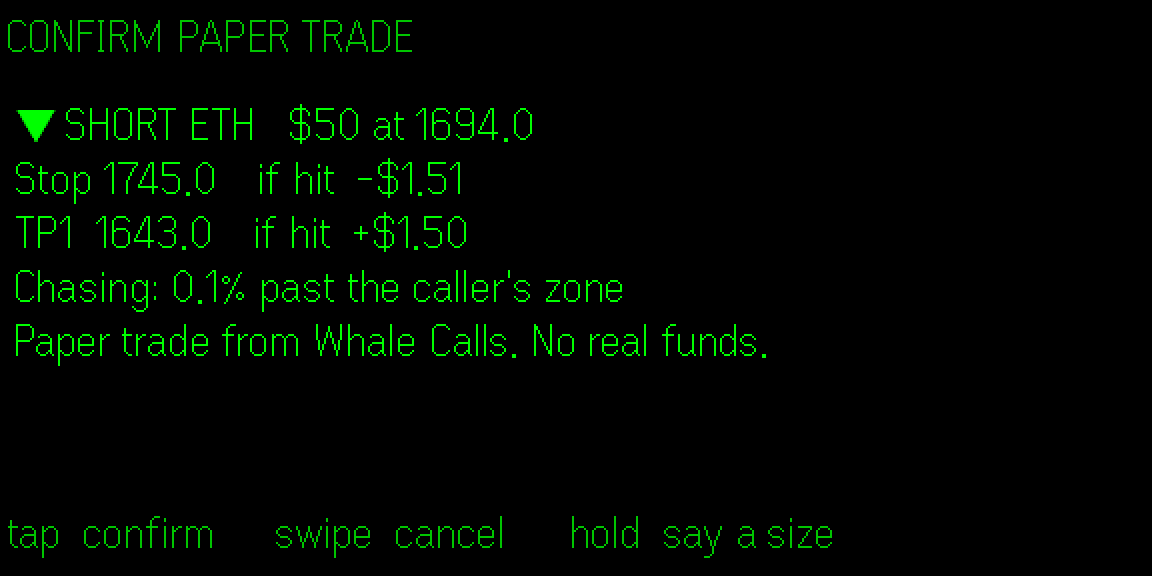 CONFIRM PAPER TRADE
▼ SHORT ETH $50 at 1694.0
Stop 1745.0 if hit -$1.51
TP1 1643.0 if hit +$1.50
Chasing: 0.1% past the caller's zone
Paper trade from Whale Calls. No real funds.
tap confirm swipe cancel hold say a size